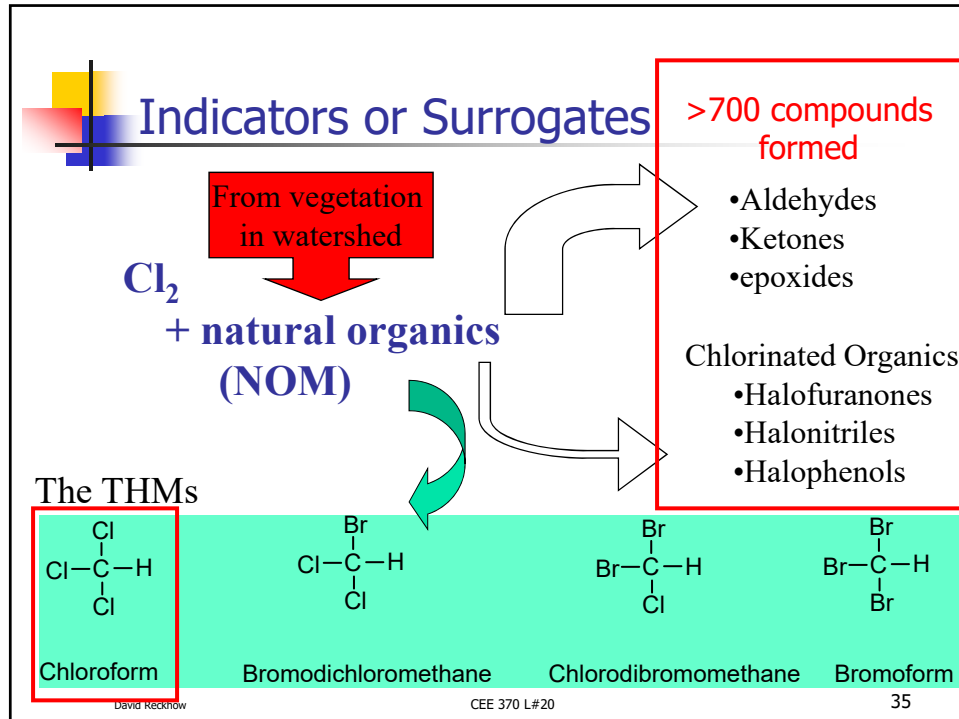 Indicators or Surrogates
>700 compounds
formed
From vegetation
in watershed
•Aldehydes
•Ketones
•epoxides
Cl₂
+ natural organics
(NOM)
Chlorinated Organics
•Halofuranones
•Halonitriles
•Halophenols
The THMs
Cl
Cl–C–H
Cl
Chloroform
Br
Cl–C–H
Cl
Bromodichloromethane
Br
Br–C–H
Cl
Chlorodibromomethane
Br
Br–C–H
Br
Bromoform
David Reckhow
CEE 370 L#20
35